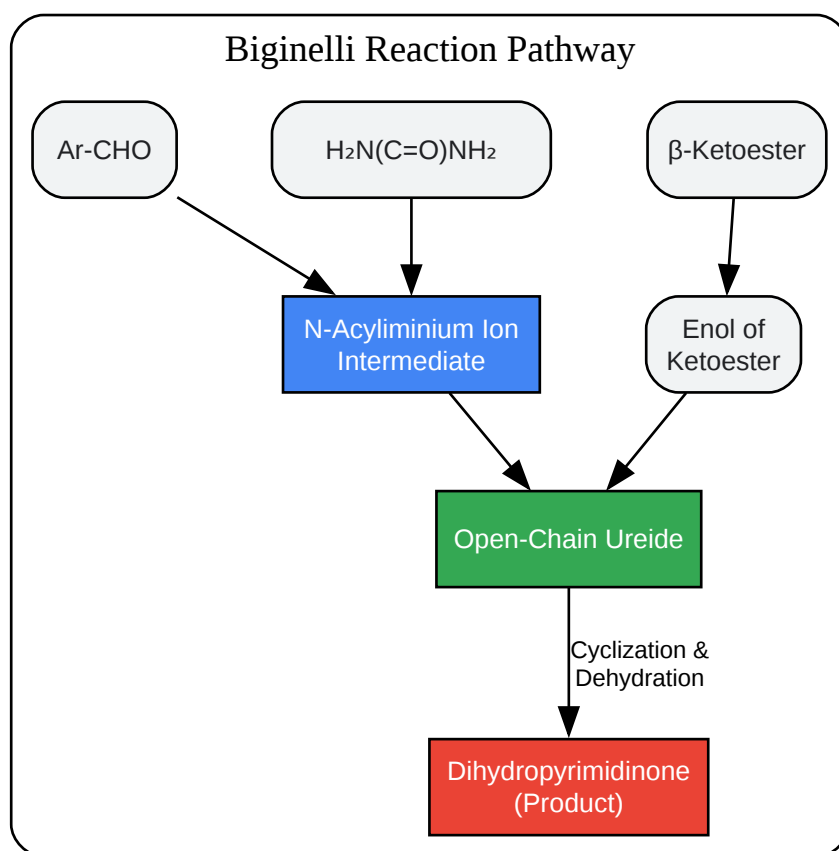 Biginelli Reaction Pathway
Ar-CHO
H₂N(C=O)NH₂
β-Ketoester
N-Acyliminium Ion
Intermediate
Enol of
Ketoester
Open-Chain Ureide
Cyclization &
Dehydration
Dihydropyrimidinone
(Product)